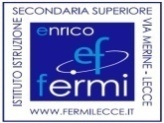 ISTITUTO ISTRUZIONE
SECONDARIA SUPERIORE
VIA MERINE - LECCE
enrico
ef
fermi
WWW.FERMILECCE.IT